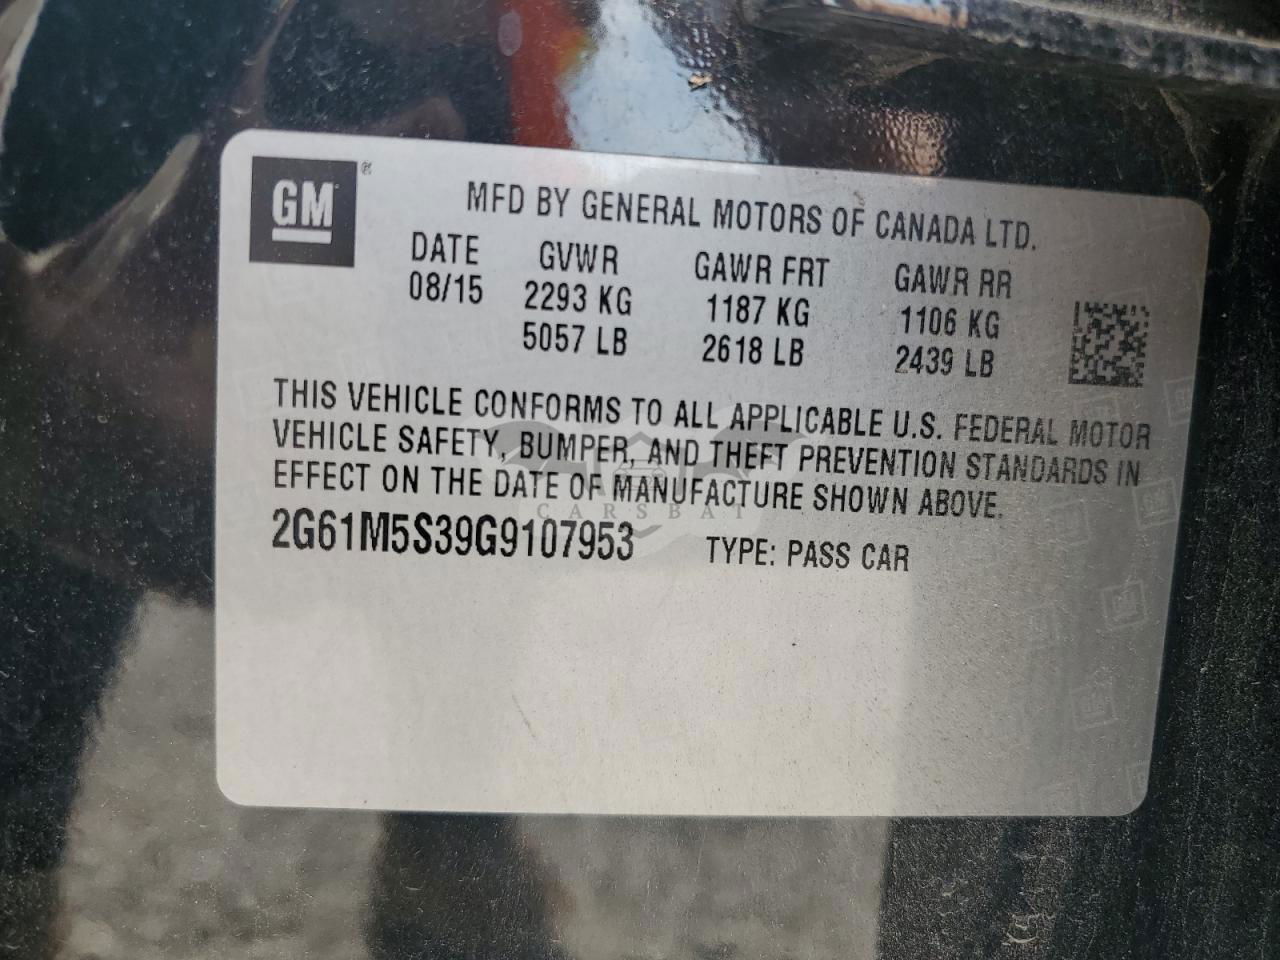 GM ®
MFD BY GENERAL MOTORS OF CANADA LTD.
DATE GVWR GAWR FRT GAWR RR
08/15 2293 KG 1187 KG 1106 KG
5057 LB 2618 LB 2439 LB
THIS VEHICLE CONFORMS TO ALL APPLICABLE U.S. FEDERAL MOTOR
VEHICLE SAFETY, BUMPER, AND THEFT PREVENTION STANDARDS IN
EFFECT ON THE DATE OF MANUFACTURE SHOWN ABOVE.
CARSBAT
2G61M5S39G9107953 TYPE: PASS CAR